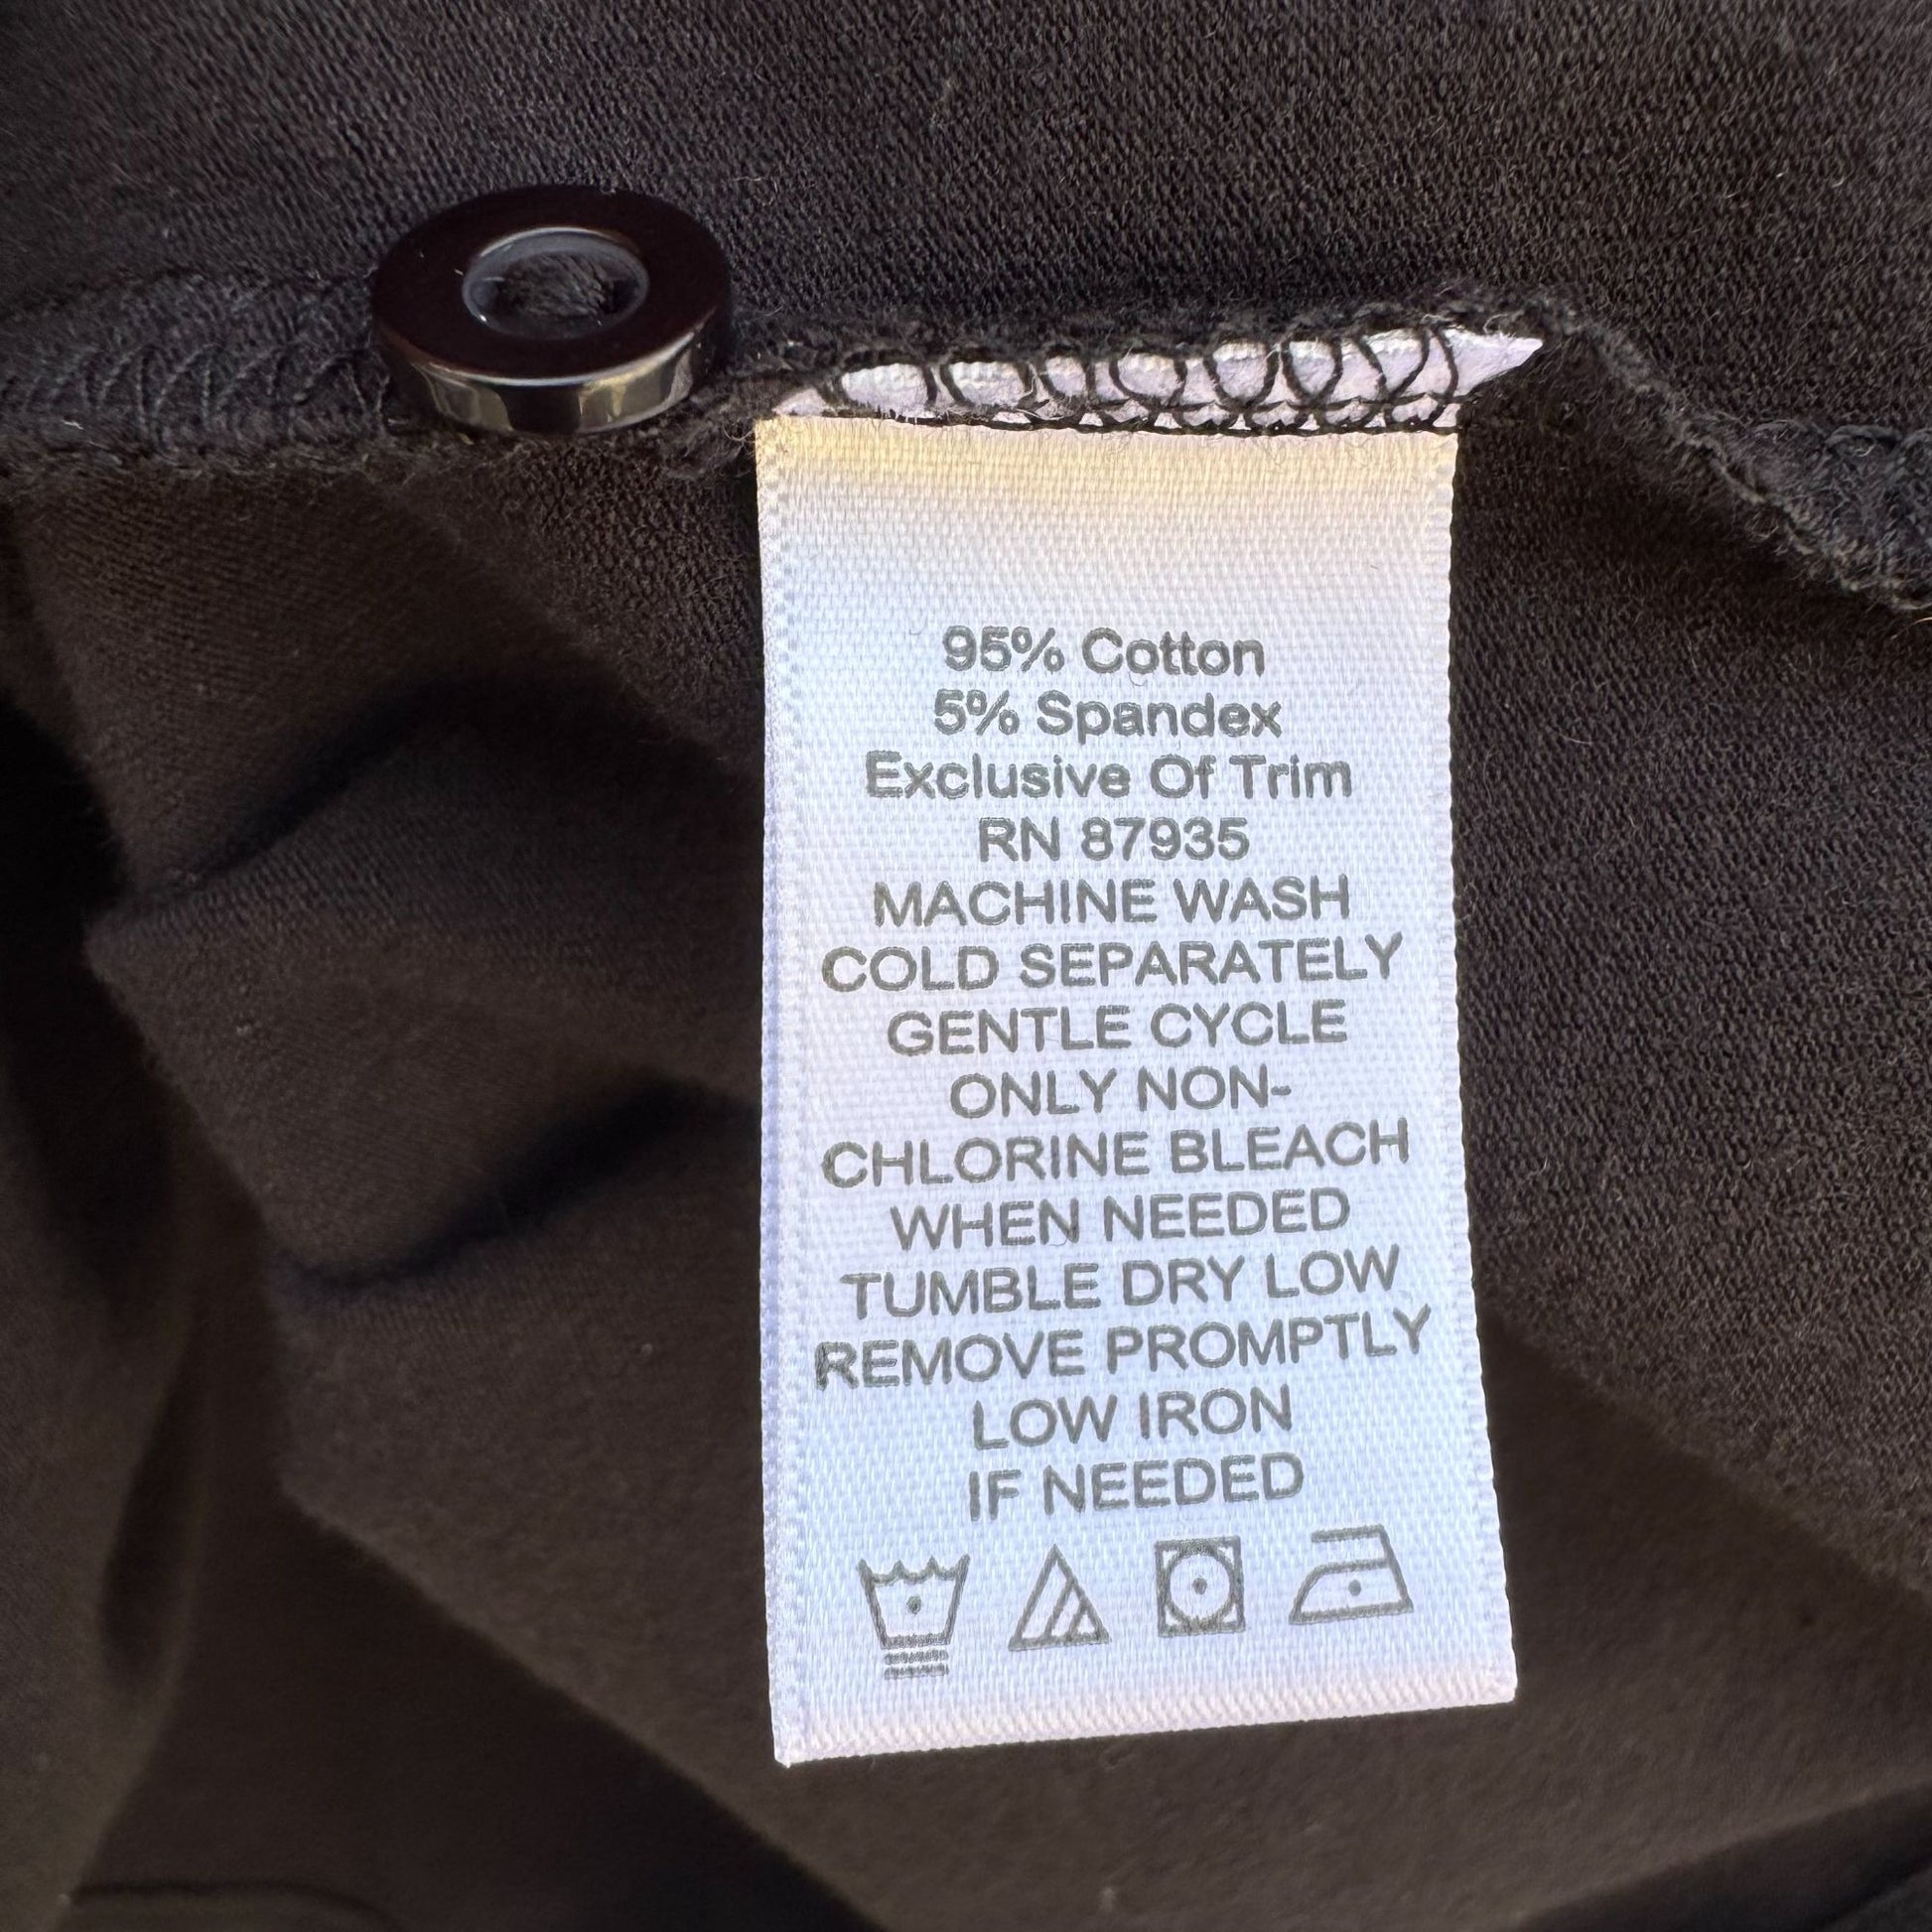 95% Cotton
5% Spandex
Exclusive Of Trim
RN 87935
MACHINE WASH
COLD SEPARATELY
GENTLE CYCLE
ONLY NON-
CHLORINE BLEACH
WHEN NEEDED
TUMBLE DRY LOW
REMOVE PROMPTLY
LOW IRON
IF NEEDED